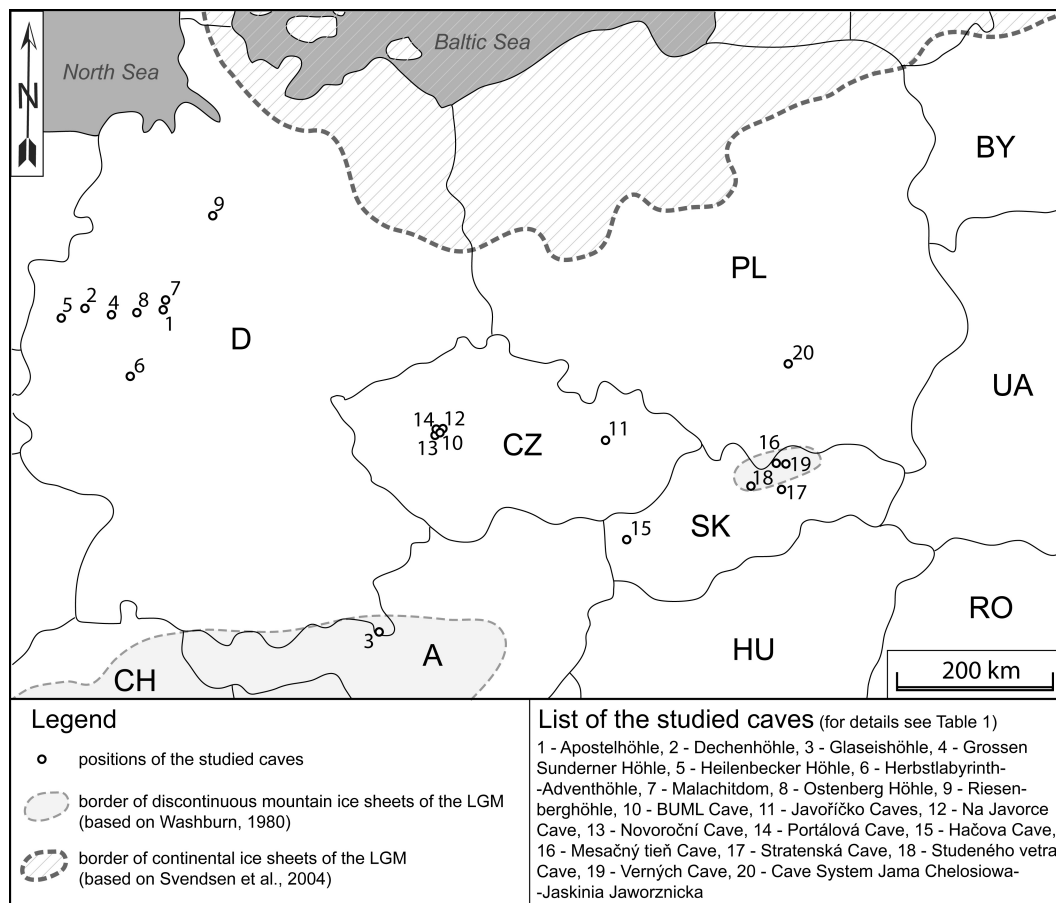 North Sea
Baltic Sea
N
BY
9
PL
5 2 4 8 7
1
D
6
20
UA
14 12
13 10
CZ
11
16
19
18
17
15
SK
3
A
CH
HU
RO
200 km
Legend
positions of the studied caves
border of discontinuous mountain ice sheets of the LGM
(based on Washburn, 1980)
border of continental ice sheets of the LGM
(based on Svendsen et al., 2004)
List of the studied caves (for details see Table 1)
1 - Apostelhöhle, 2 - Dechenhöhle, 3 - Glaseishöhle, 4 - Grossen
Sunderner Höhle, 5 - Heilenbecker Höhle, 6 - Herbstlabyrinth-
-Adventhöhle, 7 - Malachitdom, 8 - Ostenberg Höhle, 9 - Riesen-
berghöhle, 10 - BUML Cave, 11 - Javoříčko Caves, 12 - Na Javorce
Cave, 13 - Novoroční Cave, 14 - Portálová Cave, 15 - Hačova Cave,
16 - Mesačný tieň Cave, 17 - Stratenská Cave, 18 - Studeného vetra
Cave, 19 - Verných Cave, 20 - Cave System Jama Chelosiowa-
-Jaskinia Jaworznicka